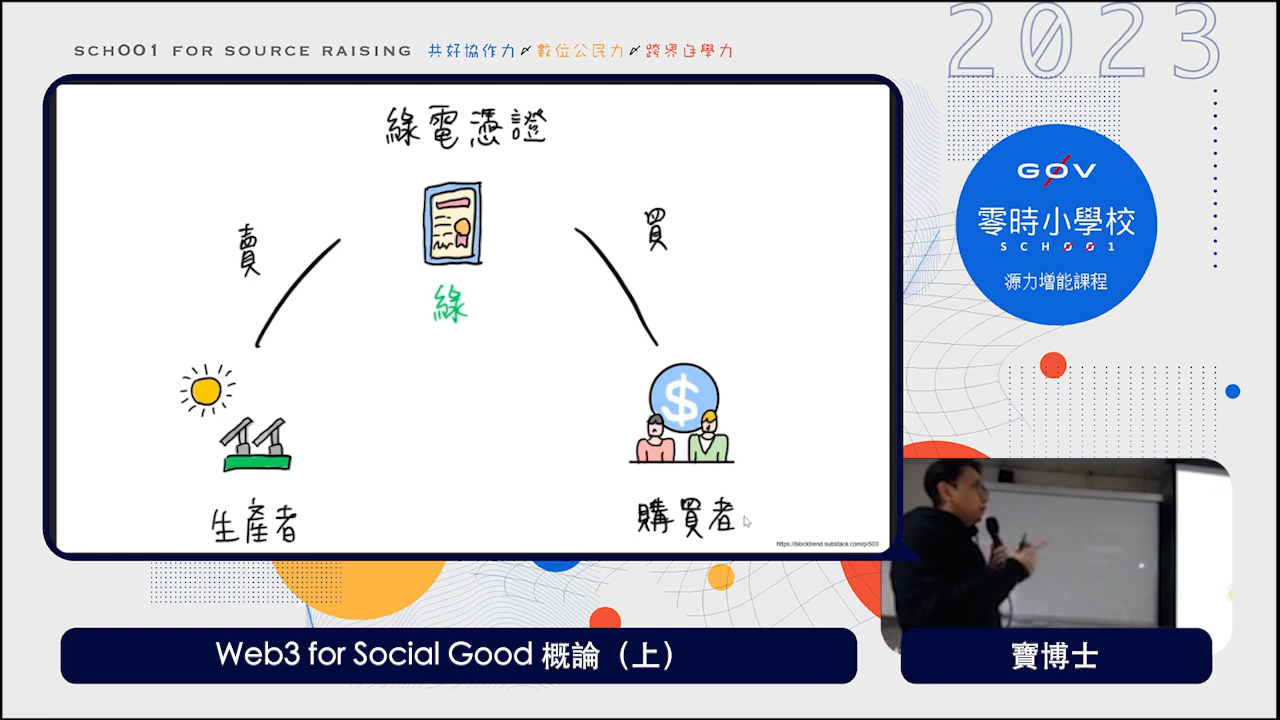 SCH001 FOR SOURCE RAISING 共好協作力 數位公民力 跨界自學力
2023
綠電憑證
賣
買
綠
$
生產者
購買者
https://blocktrend.substack.com/p/503
G0V
零時小學校
SCH001
源力增能課程
Web3 for Social Good 概論（上）
寶博士